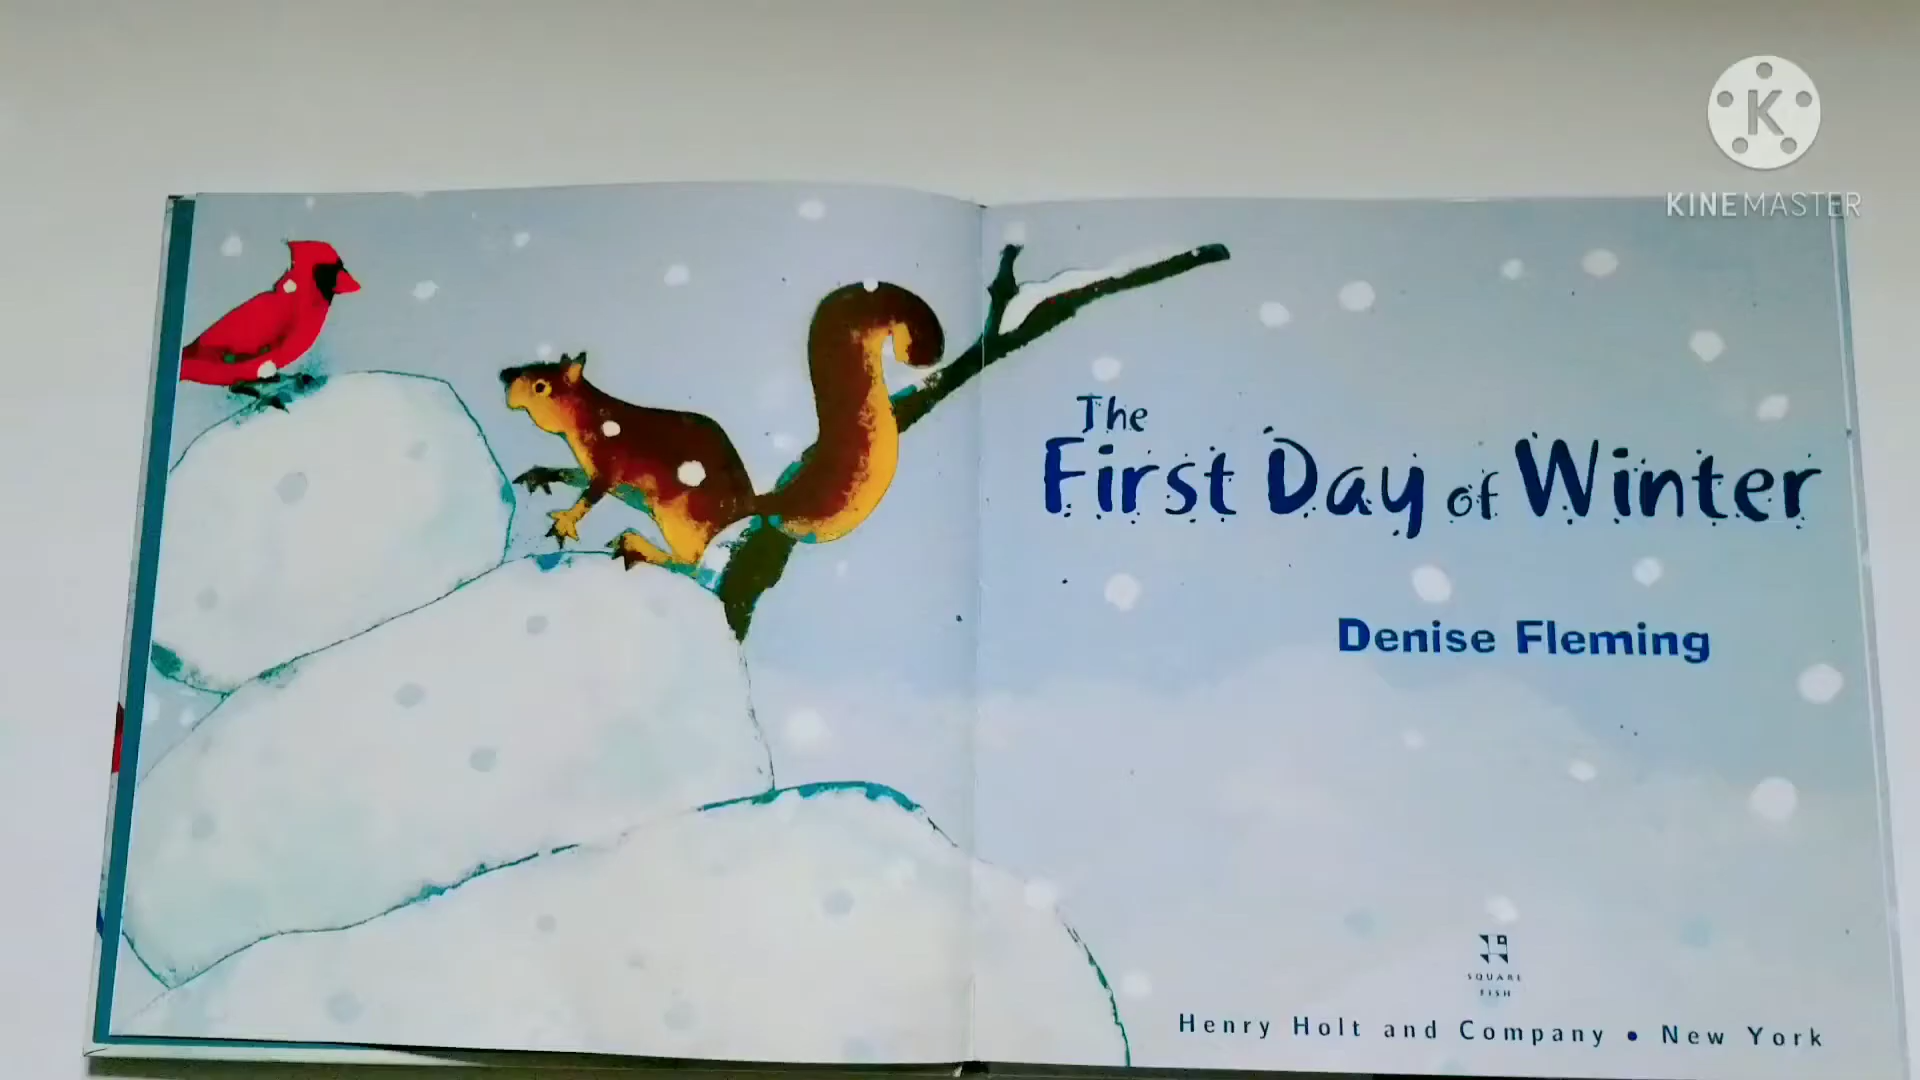 K
KINEMASTER
The
First Day of Winter
Denise Fleming
SQUARE
FISH
Henry Holt and Company • New York